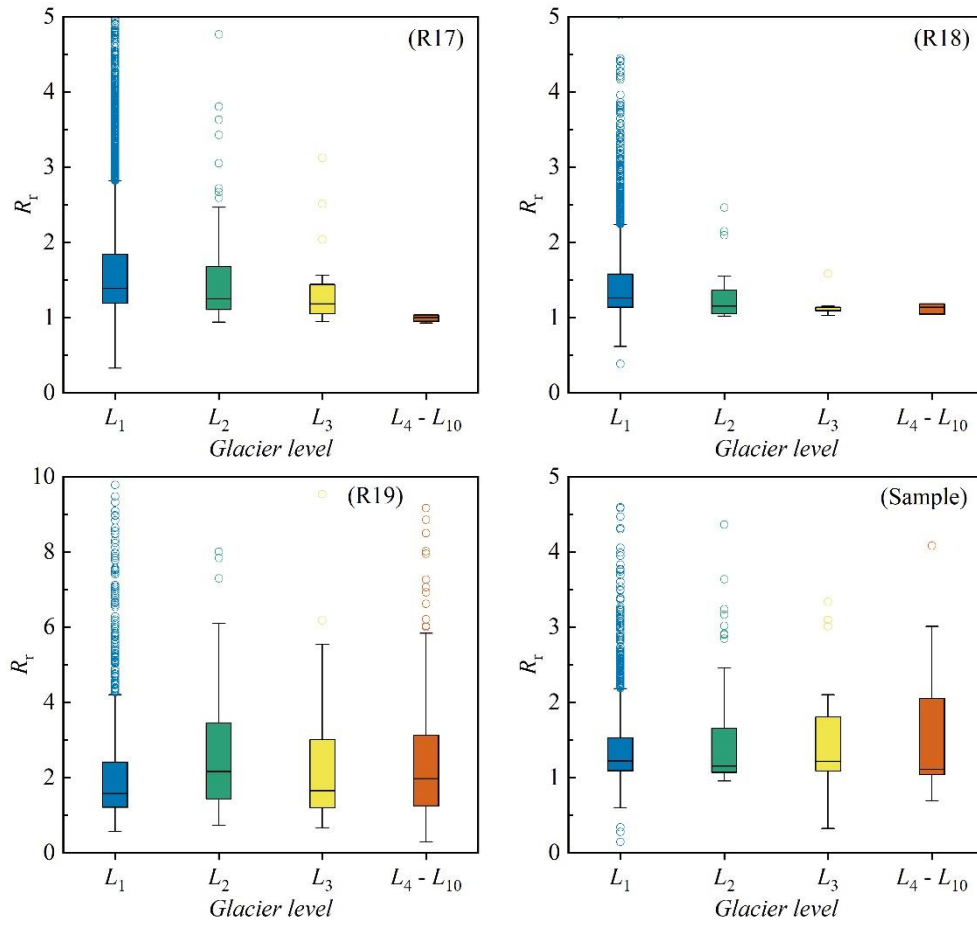 (R17)
5
4
3
2
1
0
R_r
L_1 L_2 L_3 L_4 - L_10
Glacier level
(R18)
5
4
3
2
1
0
R_r
L_1 L_2 L_3 L_4 - L_10
Glacier level
(R19)
10
8
6
4
2
0
R_r
L_1 L_2 L_3 L_4 - L_10
Glacier level
(Sample)
5
4
3
2
1
0
R_r
L_1 L_2 L_3 L_4 - L_10
Glacier level